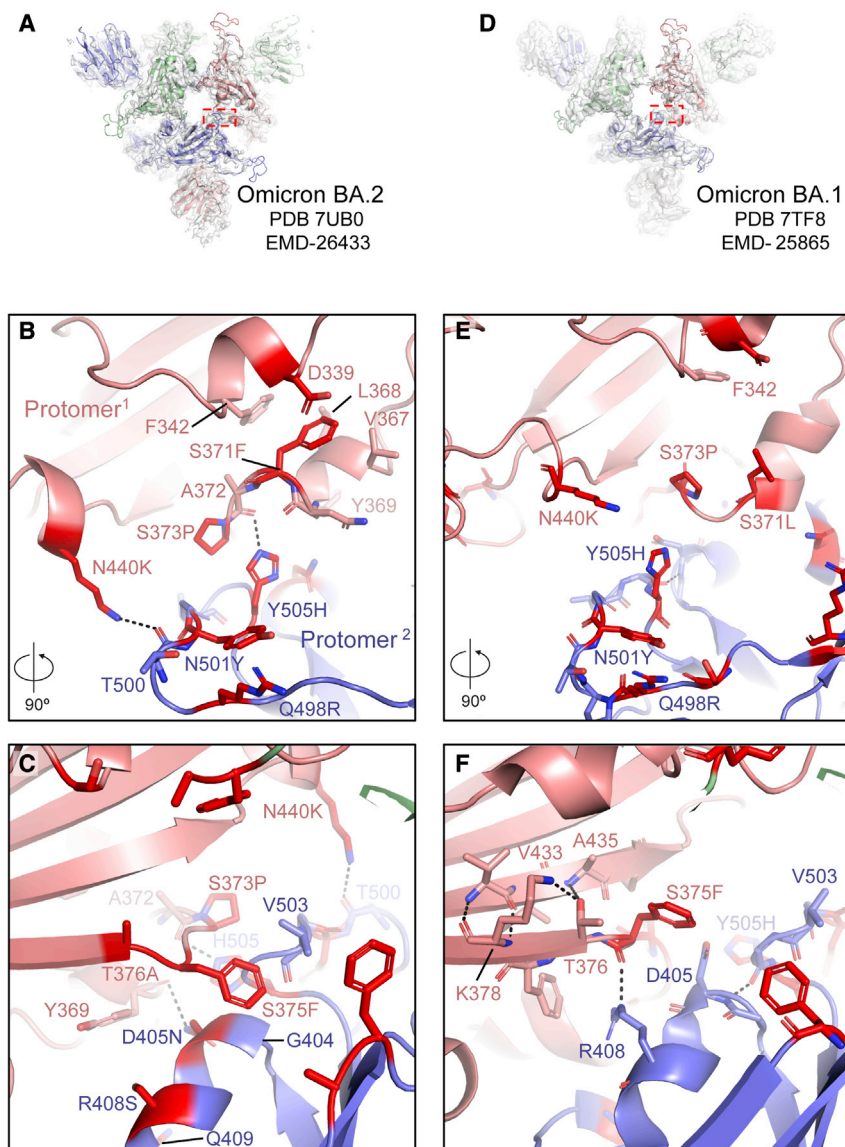 A
Omicron BA.2
PDB 7UB0
EMD-26433
D
Omicron BA.1
PDB 7TF8
EMD- 25865
B
D339
L368
Protomer1
V367
F342
S371F
A372
Y369
S373P
N440K
Y505H
Protomer 2
N501Y
T500
90º
Q498R
E
F342
S373P
N440K
S371L
Y505H
N501Y
90º
Q498R
C
N440K
S373P
A372
V503
T500
H505
T376A
S375F
Y369
D405N
G404
R408S
Q409
F
A435
V433
V503
S375F
Y505H
T376
D405
K378
R408